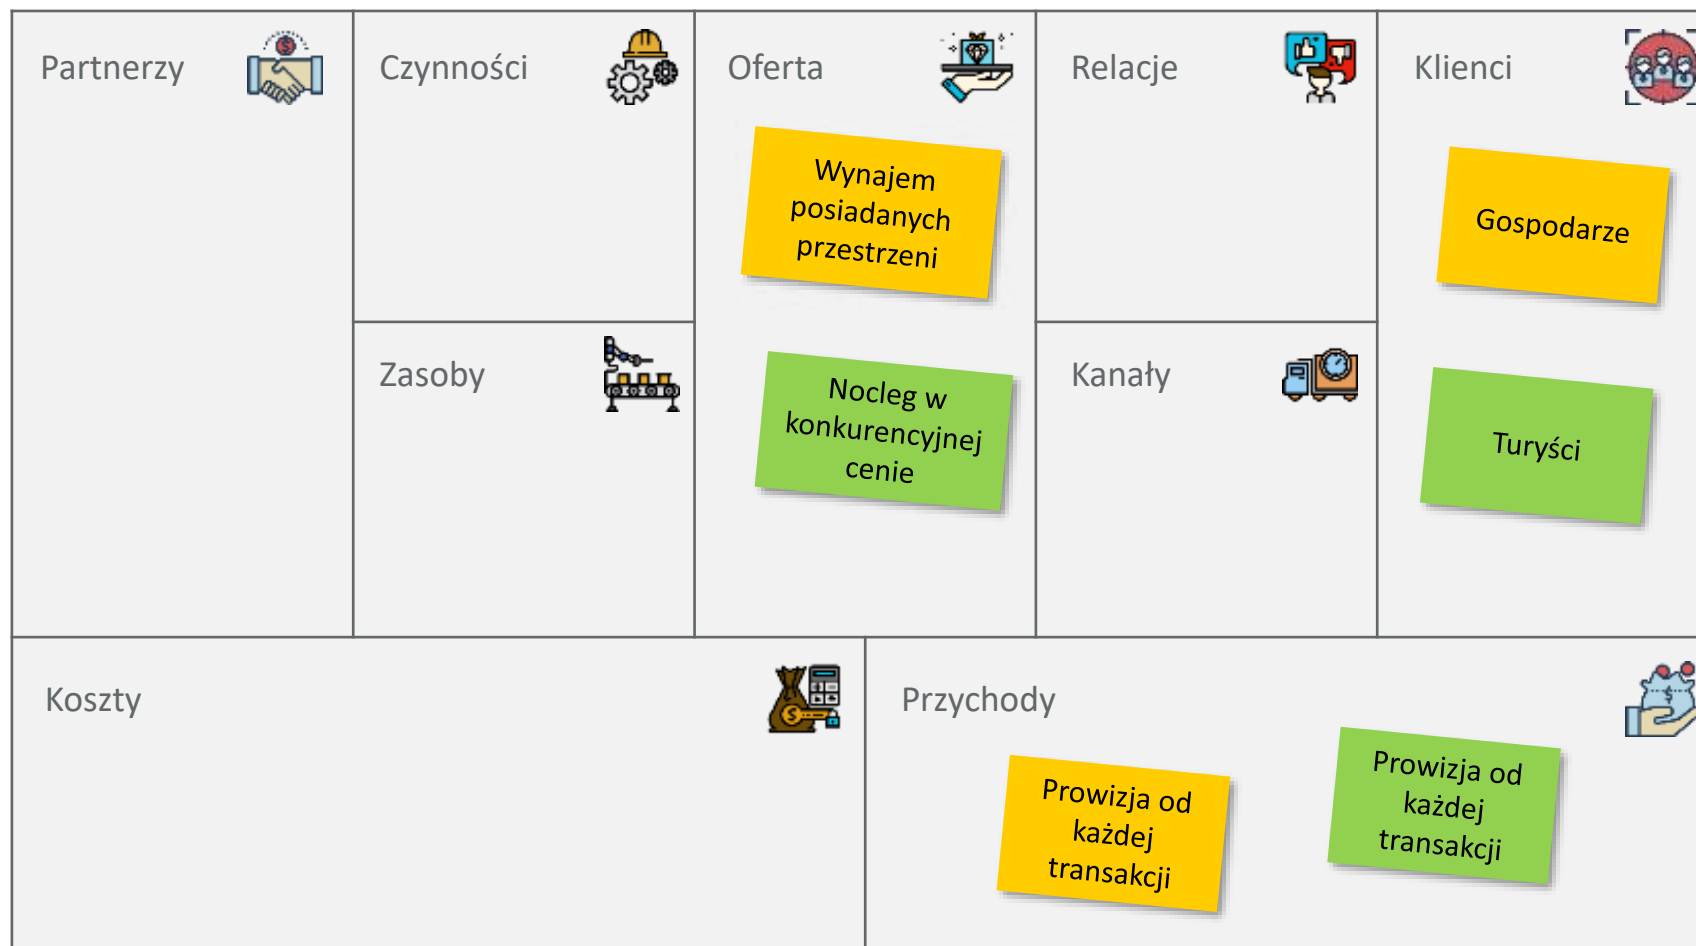 Partnerzy
Czynności
Oferta
Relacje
Klienci
Wynajem
posiadanych
przestrzeni
Gospodarze
Zasoby
Kanały
Nocleg w
konkurencyjnej
cenie
Turyści
Koszty
Przychody
Prowizja od
każdej
transakcji
Prowizja od
każdej
transakcji